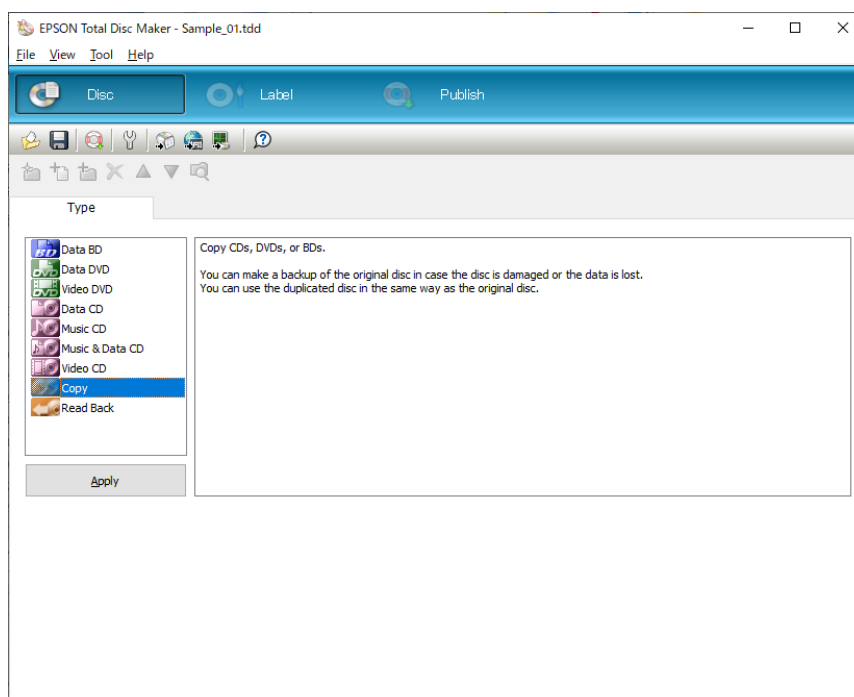 EPSON Total Disc Maker - Sample_01.tdd
File View Tool Help
Disc Label Publish
Type
Data BD
Data DVD
Video DVD
Data CD
Music CD
Music & Data CD
Video CD
Copy
Read Back
Apply
Copy CDs, DVDs, or BDs.
You can make a backup of the original disc in case the disc is damaged or the data is lost.
You can use the duplicated disc in the same way as the original disc.